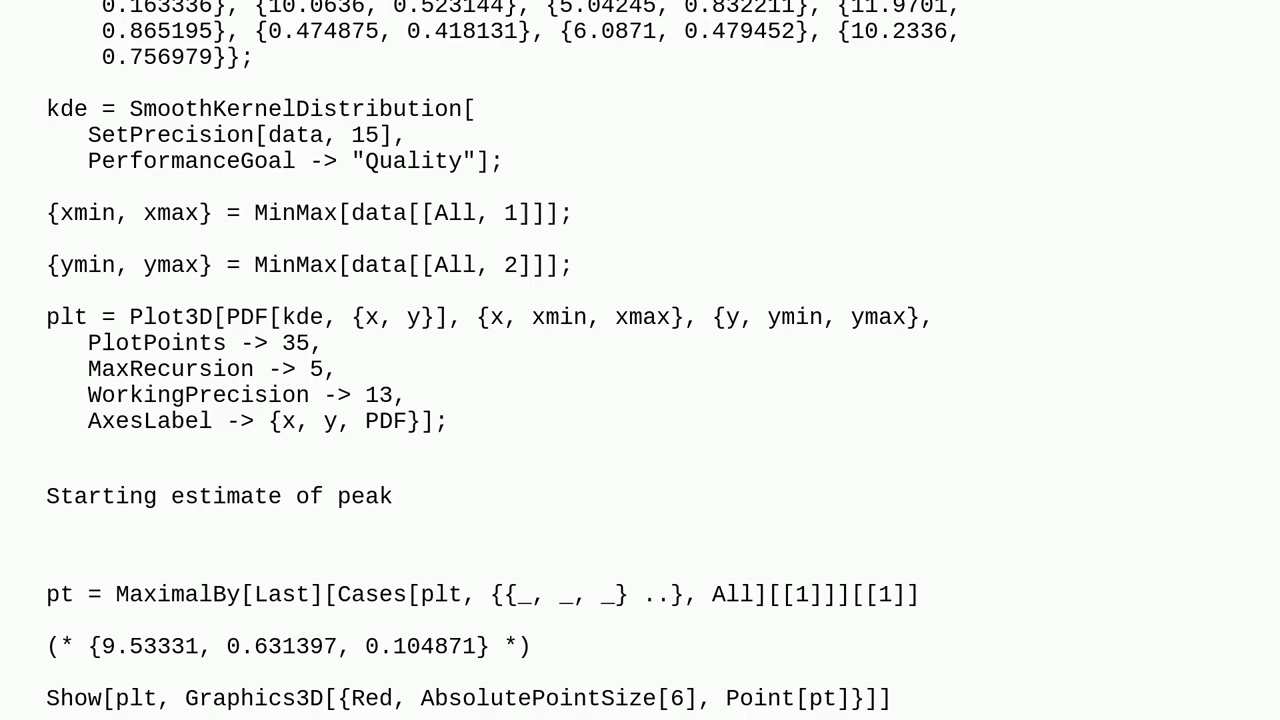 0.163336}, {10.0636, 0.523144}, {5.04245, 0.832211}, {11.9701,
0.865195}, {0.474875, 0.418131}, {6.0871, 0.479452}, {10.2336,
0.756979}};
kde = SmoothKernelDistribution[
SetPrecision[data, 15],
PerformanceGoal -> "Quality"];
{xmin, xmax} = MinMax[data[[All, 1]]];
{ymin, ymax} = MinMax[data[[All, 2]]];
plt = Plot3D[PDF[kde, {x, y}], {x, xmin, xmax}, {y, ymin, ymax},
PlotPoints -> 35,
MaxRecursion -> 5,
WorkingPrecision -> 13,
AxesLabel -> {x, y, PDF}];
Starting estimate of peak
pt = MaximalBy[Last][Cases[plt, {{_, _, _} ..}, All][[1]]][[1]]
(* {9.53331, 0.631397, 0.104871} *)
Show[plt, Graphics3D[{Red, AbsolutePointSize[6], Point[pt]}]]